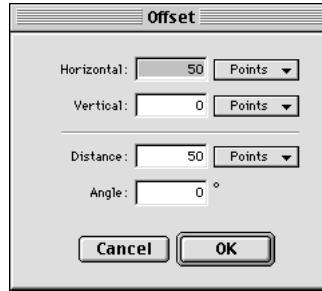 Offset
Horizontal: 50 Points
Vertical: 0 Points
Distance: 50 Points
Angle: 0 °
Cancel OK